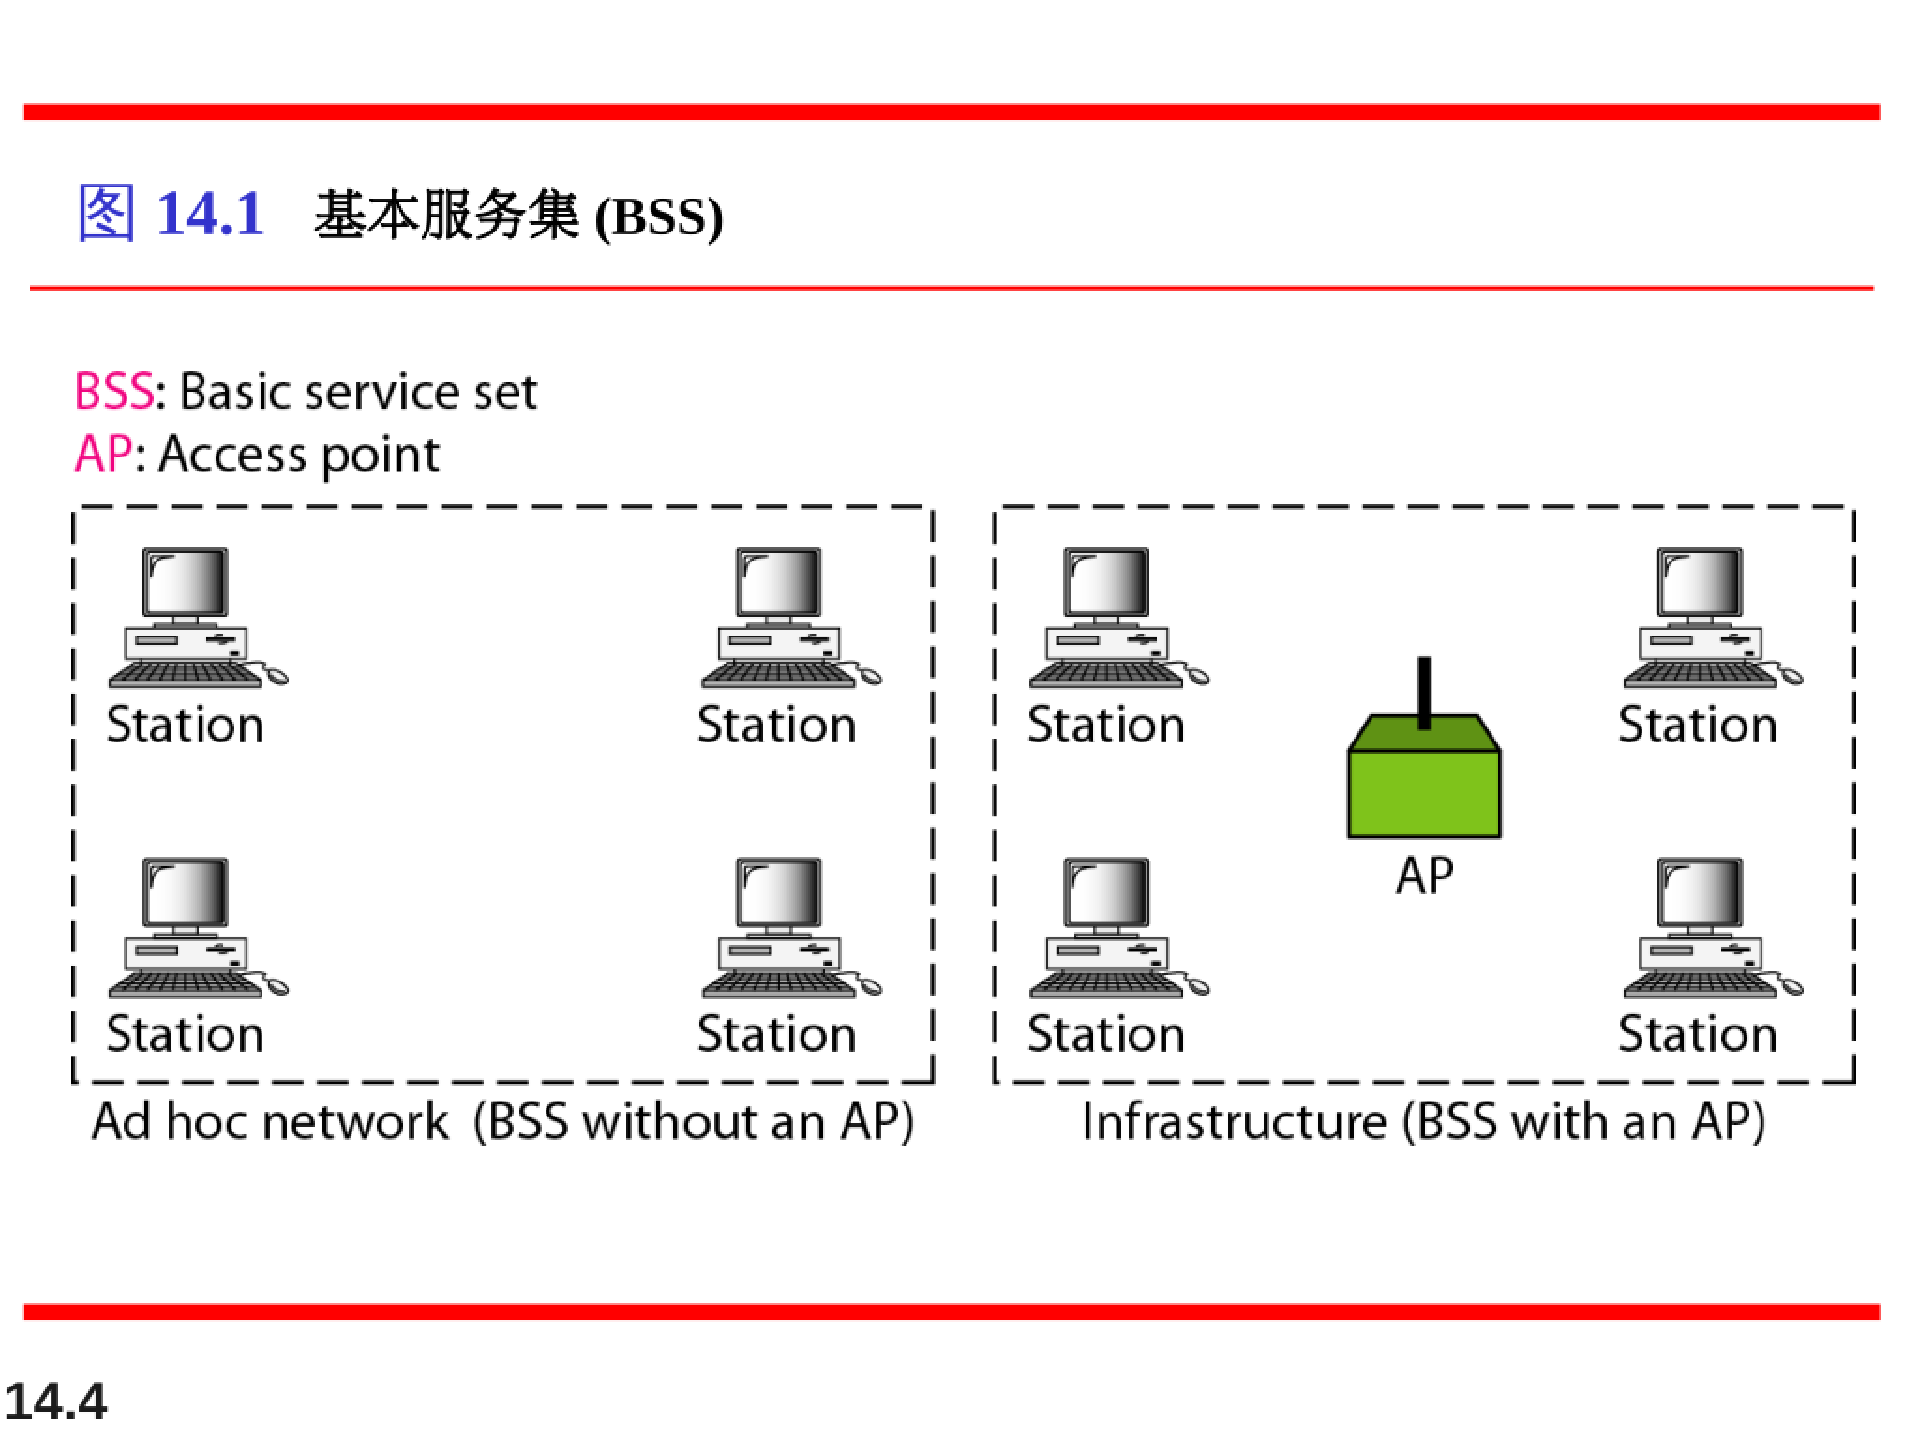 图 14.1 基本服务集 (BSS)
BSS: Basic service set
AP: Access point
Station Station Station Station
AP
Station Station Station Station
Ad hoc network (BSS without an AP) Infrastructure (BSS with an AP)
14.4